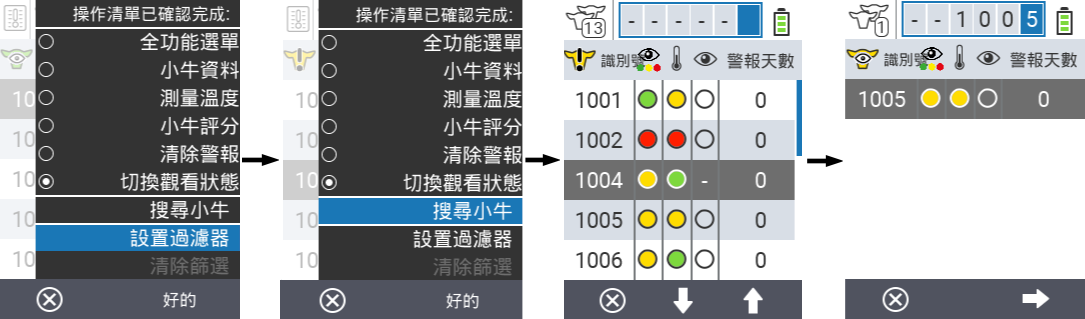 操作清單已確認完成:
全功能選單
小牛資料
10 測量溫度
10 小牛評分
10 清除警報
10 切換觀看狀態
10 搜尋小牛
設置過濾器
10 清除篩選
好的
操作清單已確認完成:
全功能選單
小牛資料
10 測量溫度
10 小牛評分
清除警報
10 切換觀看狀態
10 搜尋小牛
設置過濾器
10 清除篩選
好的
13 - - - - -
識別號 警報天數
1001 0
1002 0
1004 - 0
1005 0
1006 0
1 - - 1 0 0 5
識別號 警報天數
1005 0